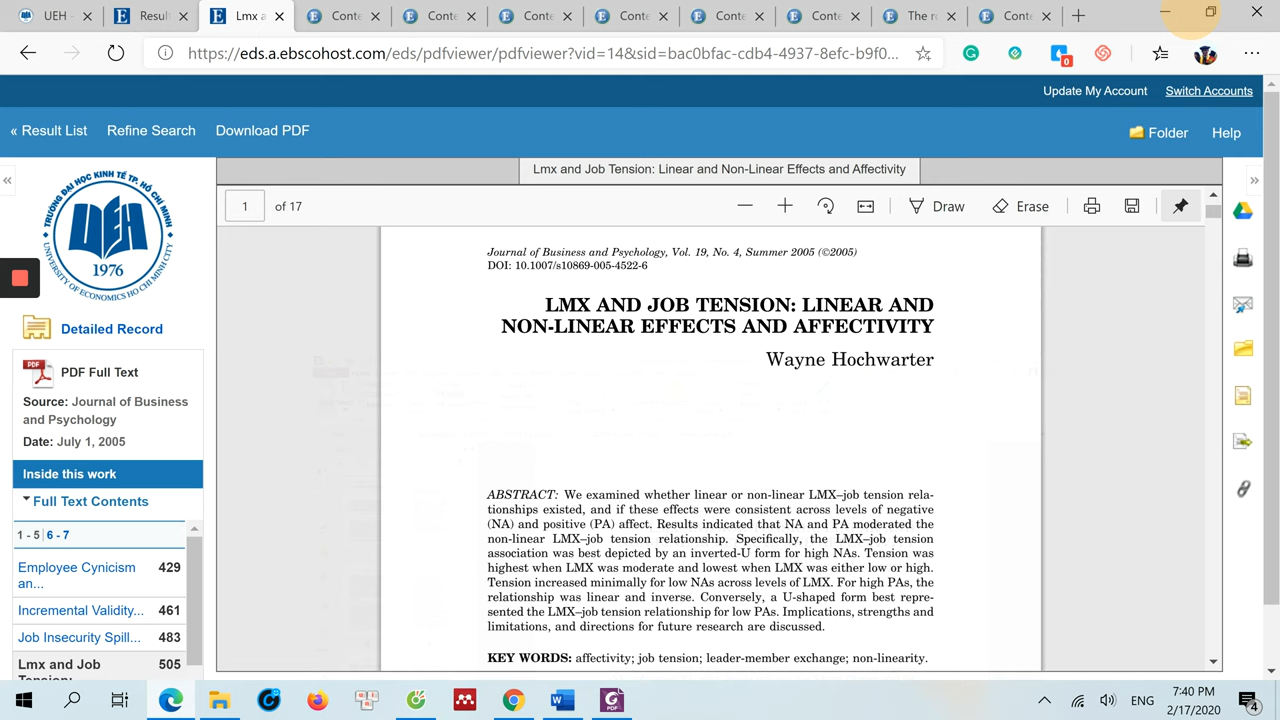 UEH -
Result
Lmx a
Conte
Conte
Conte
Conte
Conte
Conte
The r
Conte
https://eds.a.ebscohost.com/eds/pdfviewer/pdfviewer?vid=14&sid=bac0bfac-cdb4-4937-8efc-b9f0...
0
Update My Account
Switch Accounts
« Result List
Refine Search
Download PDF
Folder
Help
TRƯỜNG ĐẠI HỌC KINH TẾ TP. HỒ CHÍ MINH
UEH
1976
UNIVERSITY OF ECONOMICS HO CHI MINH CITY
Detailed Record
PDF
PDF Full Text
Source: Journal of Business
and Psychology
Date: July 1, 2005
Inside this work
Full Text Contents
1 - 5 | 6 - 7
Employee Cynicism 429
an...
Incremental Validity... 461
Job Insecurity Spill... 483
Lmx and Job 505
Lmx and Job Tension: Linear and Non-Linear Effects and Affectivity
1 of 17
Draw
Erase
Journal of Business and Psychology, Vol. 19, No. 4, Summer 2005 (©2005)
DOI: 10.1007/s10869-005-4522-6
LMX AND JOB TENSION: LINEAR AND
NON-LINEAR EFFECTS AND AFFECTIVITY
Wayne Hochwarter
ABSTRACT: We examined whether linear or non-linear LMX–job tension rela-
tionships existed, and if these effects were consistent across levels of negative
(NA) and positive (PA) affect. Results indicated that NA and PA moderated the
non-linear LMX–job tension relationship. Specifically, the LMX–job tension
association was best depicted by an inverted-U form for high NAs. Tension was
highest when LMX was moderate and lowest when LMX was either low or high.
Tension increased minimally for low NAs across levels of LMX. For high PAs, the
relationship was linear and inverse. Conversely, a U-shaped form best repre-
sented the LMX–job tension relationship for low PAs. Implications, strengths and
limitations, and directions for future research are discussed.
KEY WORDS: affectivity; job tension; leader-member exchange; non-linearity.
ENG
7:40 PM
2/17/2020
4